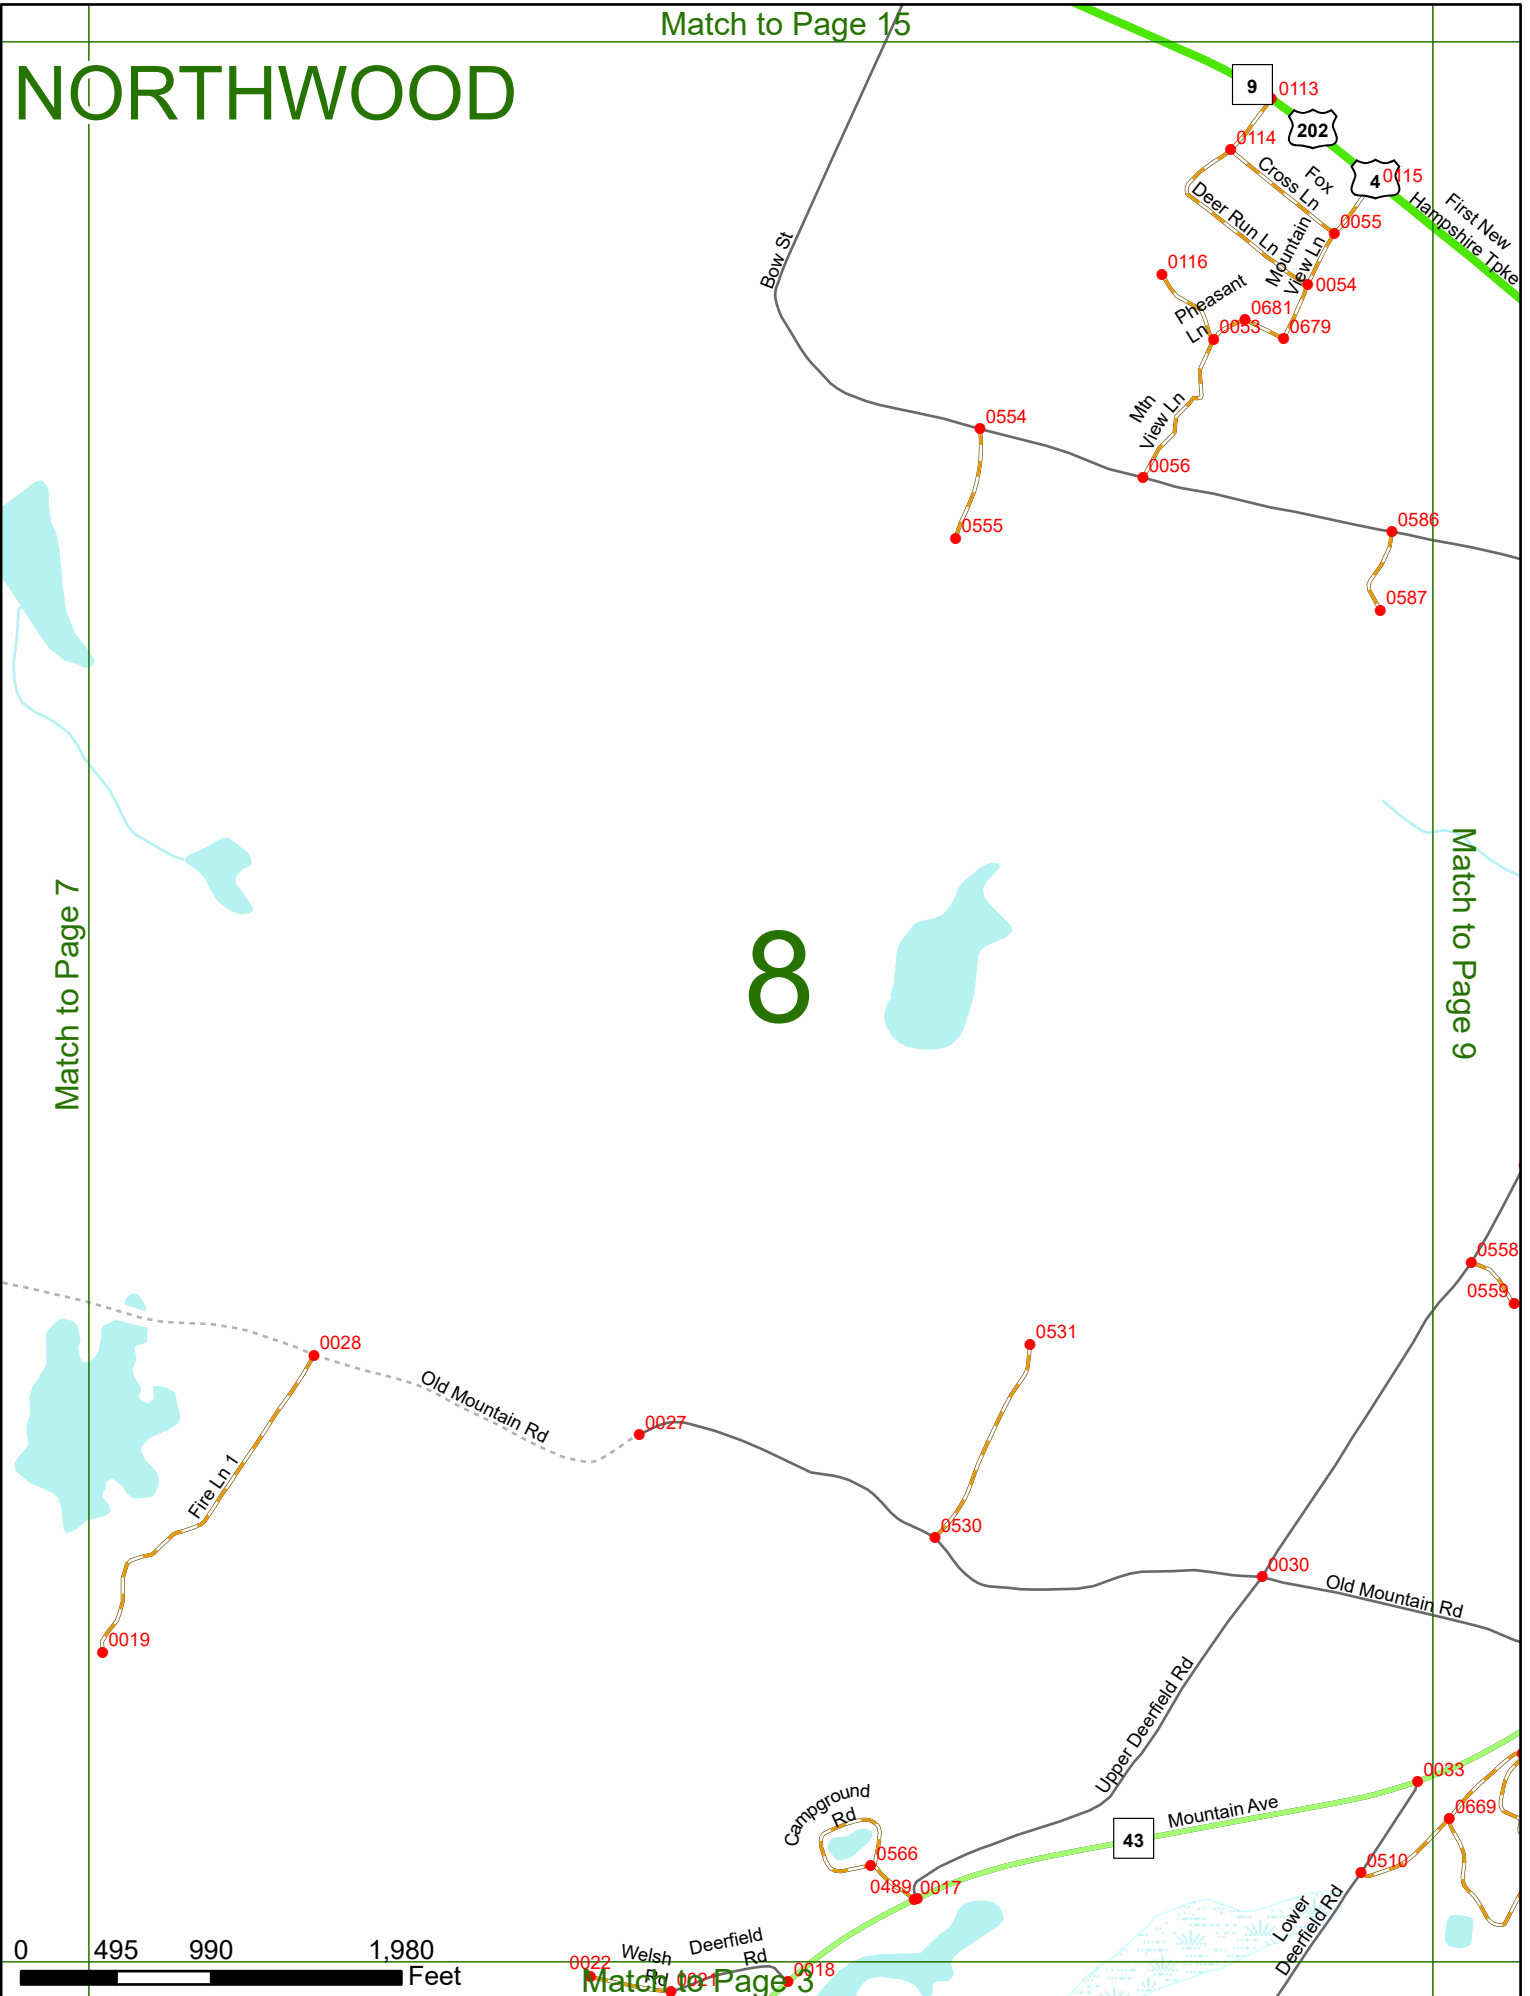 Match to Page 15
NORTHWOOD
9
0113
202
0114
Cross Ln
Fox
4
0115
First New
Hampshire Tpke
Deer Run Ln
Mountain
View Ln
0055
Bow St
0116
0054
Pheasant
Ln
0681
0053
0679
Mtn
View Ln
0554
0056
0555
0586
0587
Match to Page 7
8
Match to Page 9
0558
0559
0028
0531
Old Mountain Rd
0027
Fire Ln 1
0530
0030
Old Mountain Rd
0019
Upper Deerfield Rd
0033
Campground
Rd
Mountain Ave
43
0669
0566
0510
0489
0017
Lower
Deerfield Rd
Welsh
Rd
Deerfield
Rd
0022
0021
0018
Match to Page 3
0 495 990 1,980
Feet